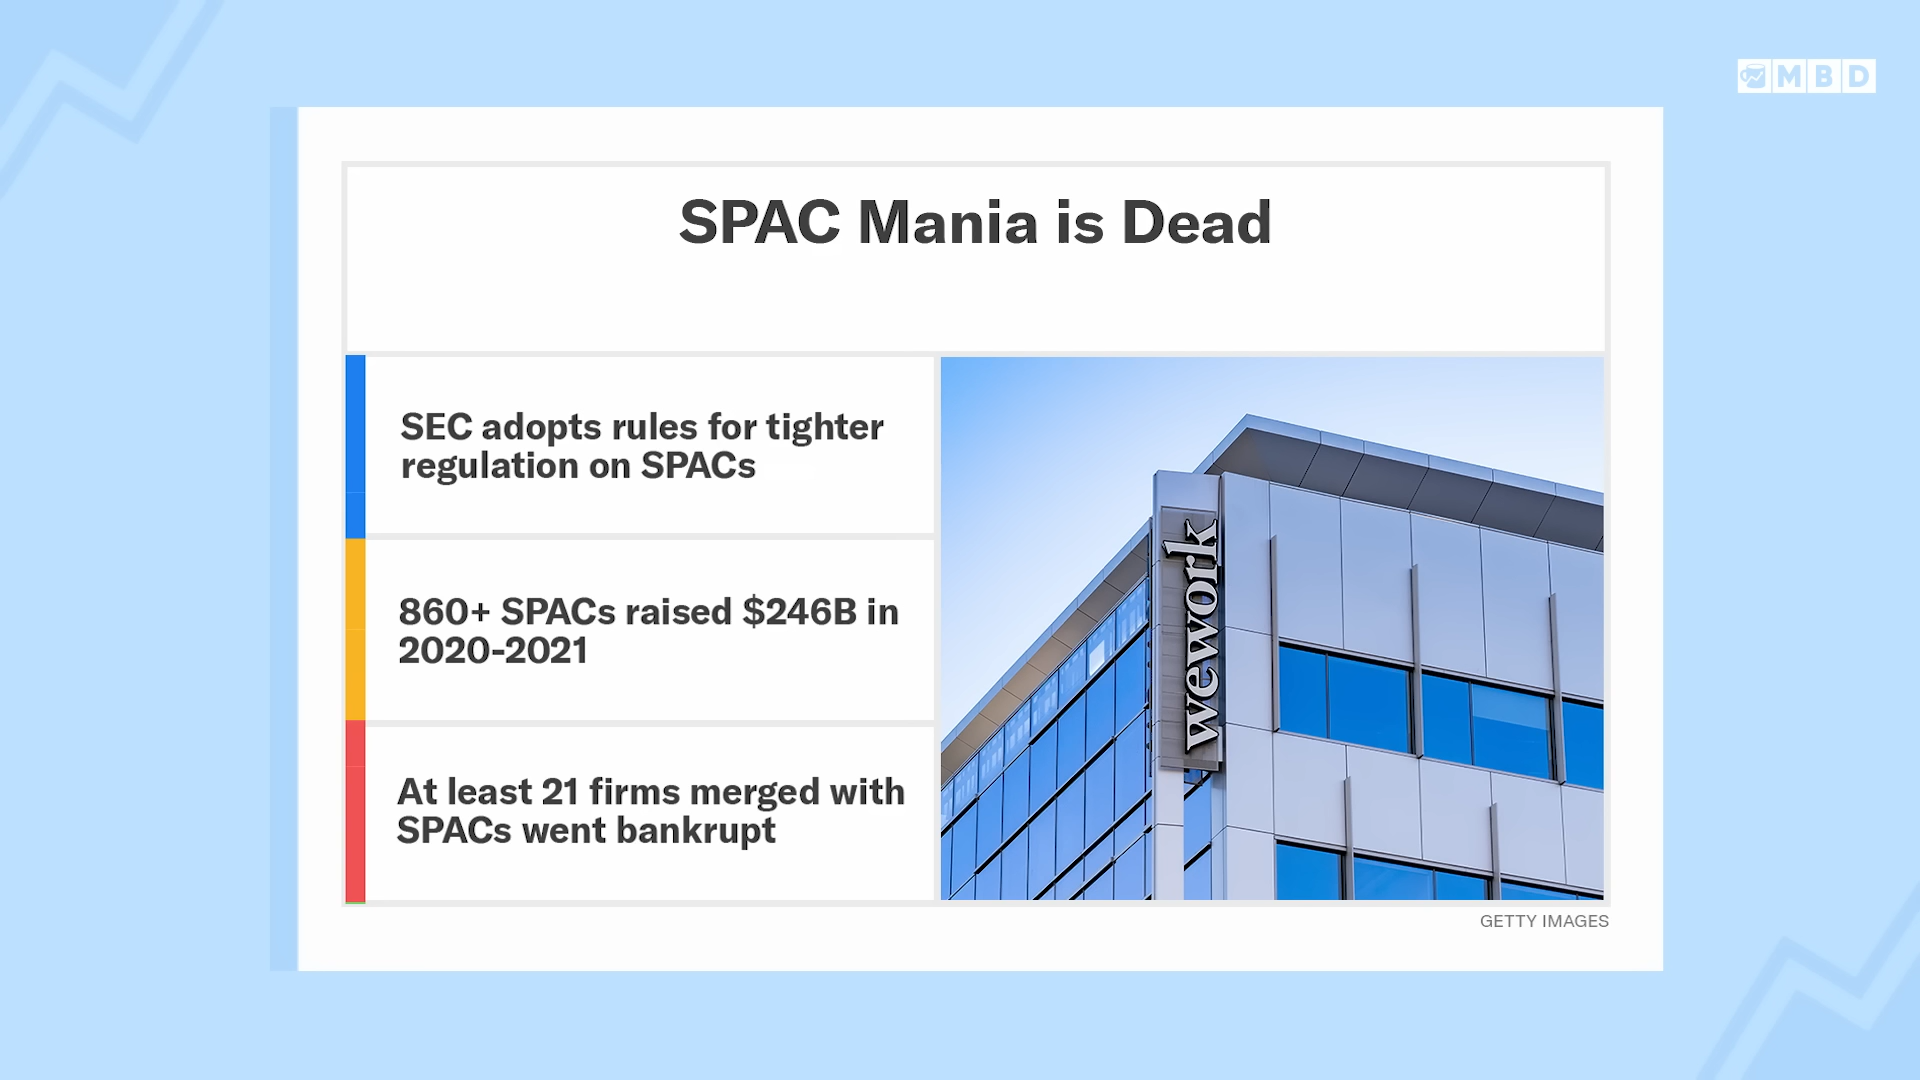 MBD
SPAC Mania is Dead
SEC adopts rules for tighter
regulation on SPACs
860+ SPACs raised $246B in
2020-2021
At least 21 firms merged with
SPACs went bankrupt
wework
GETTY IMAGES